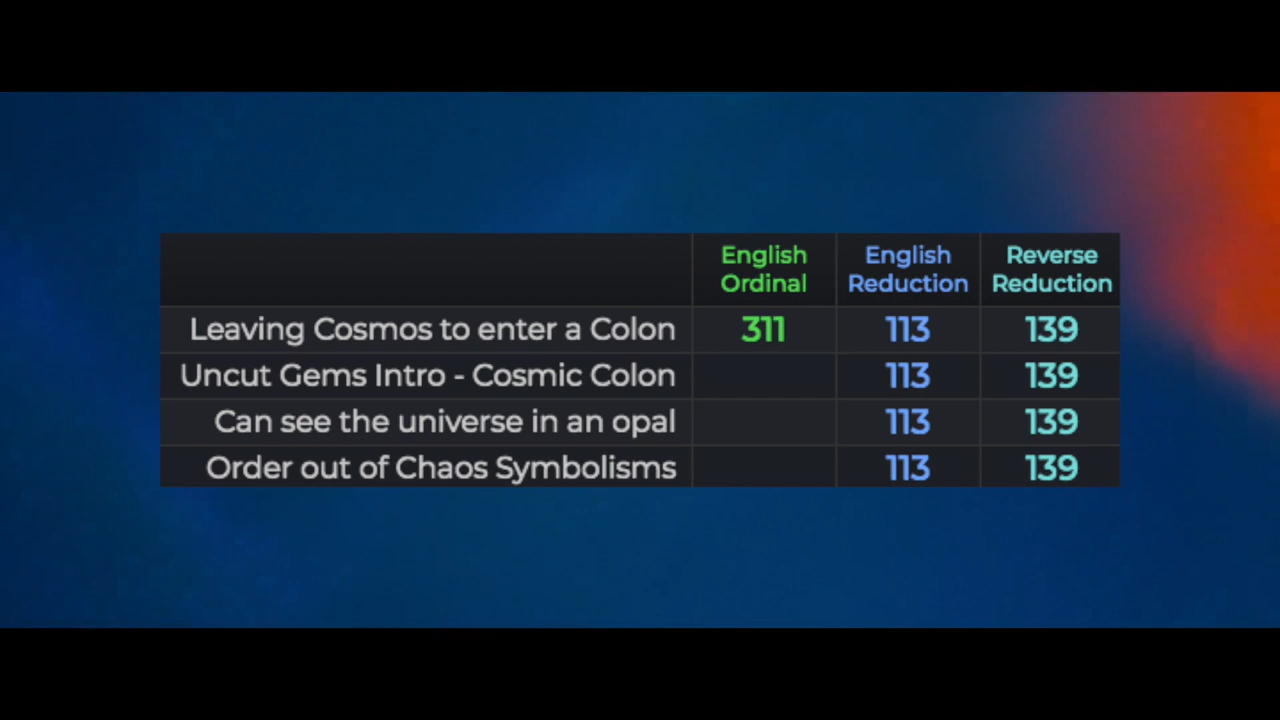 English Ordinal English Reduction Reverse Reduction
Leaving Cosmos to enter a Colon 311 113 139
Uncut Gems Intro - Cosmic Colon 113 139
Can see the universe in an opal 113 139
Order out of Chaos Symbolisms 113 139